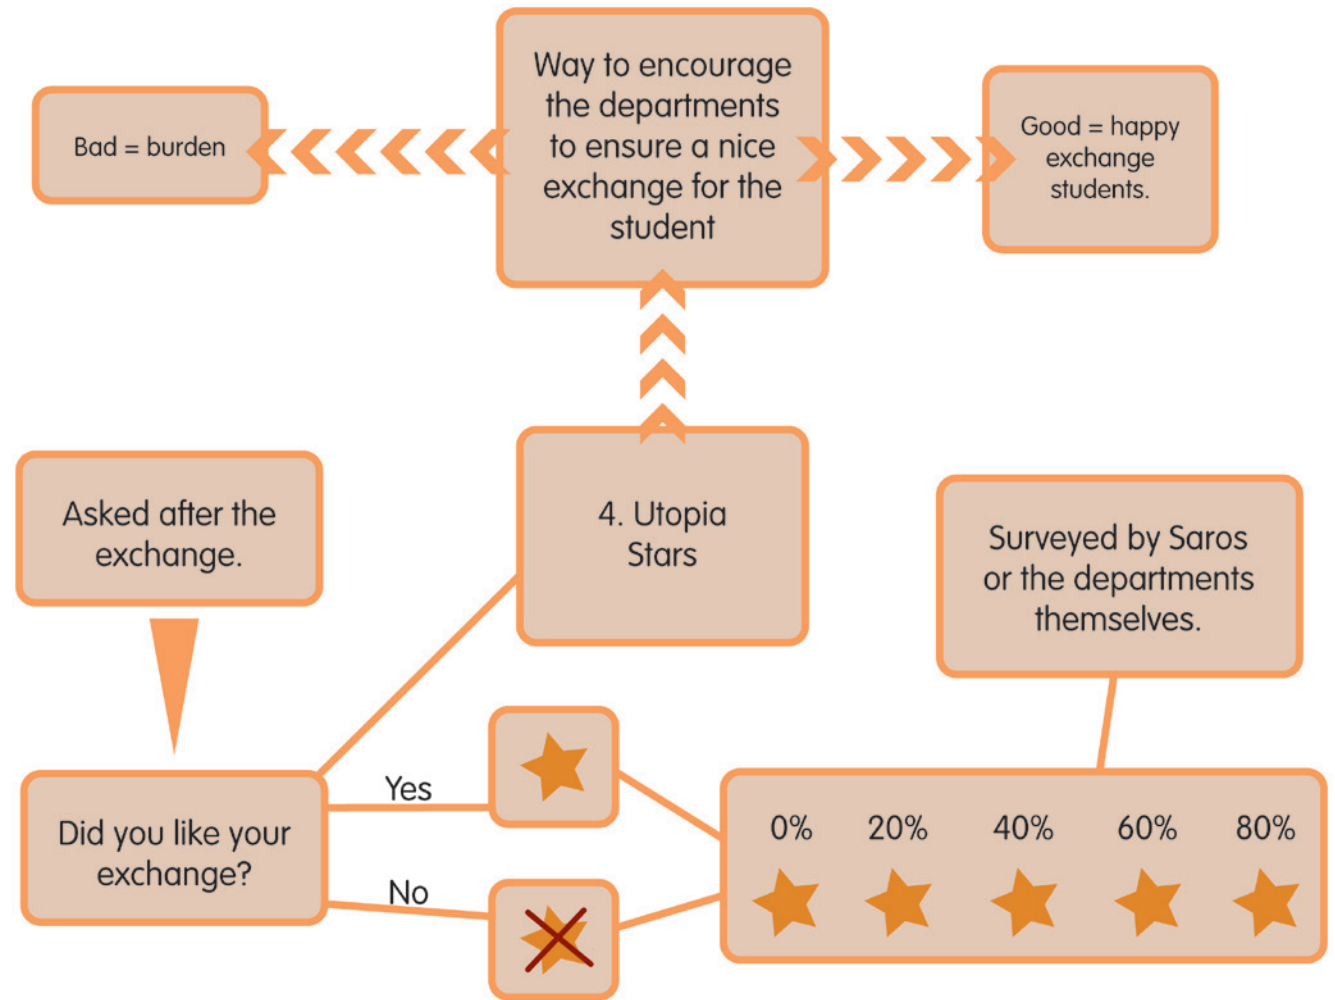 Way to encourage
the departments
to ensure a nice
exchange for the
student
Bad = burden
Good = happy
exchange
students.
4. Utopia
Stars
Asked after the
exchange.
Surveyed by Saros
or the departments
themselves.
Did you like your
exchange?
Yes
No
0% 20% 40% 60% 80%